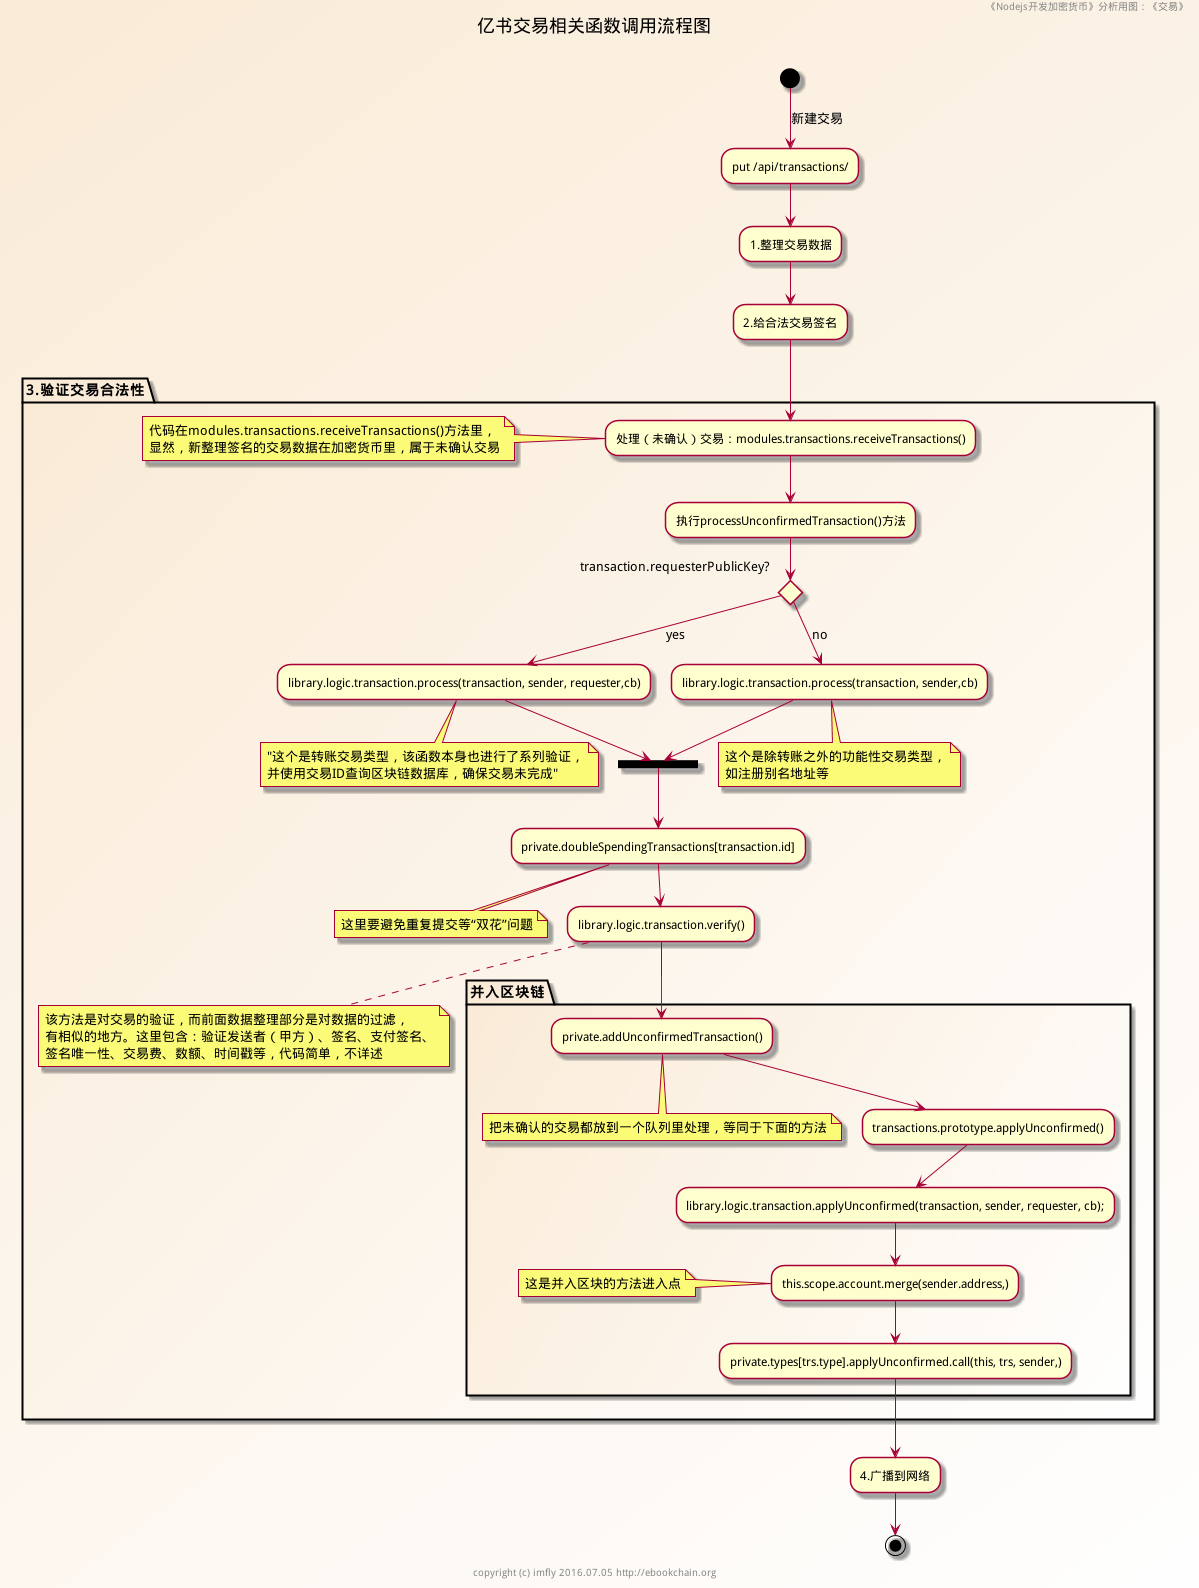 《Nodejs开发加密货币》分析用图：《交易》
亿书交易相关函数调用流程图
新建交易
put /api/transactions/
1.整理交易数据
2.给合法交易签名
3.验证交易合法性
代码在modules.transactions.receiveTransactions()方法里，
显然，新整理签名的交易数据在加密货币里，属于未确认交易
处理（未确认）交易：modules.transactions.receiveTransactions()
执行processUnconfirmedTransaction()方法
transaction.requesterPublicKey?
yes
no
library.logic.transaction.process(transaction, sender, requester,cb)
library.logic.transaction.process(transaction, sender,cb)
"这个是转账交易类型，该函数本身也进行了系列验证，
并使用交易ID查询区块链数据库，确保交易未完成"
这个是除转账之外的功能性交易类型，
如注册别名地址等
private.doubleSpendingTransactions[transaction.id]
这里要避免重复提交等“双花”问题
library.logic.transaction.verify()
该方法是对交易的验证，而前面数据整理部分是对数据的过滤，
有相似的地方。这里包含：验证发送者（甲方）、签名、支付签名、
签名唯一性、交易费、数额、时间戳等，代码简单，不详述
并入区块链
private.addUnconfirmedTransaction()
把未确认的交易都放到一个队列里处理，等同于下面的方法
transactions.prototype.applyUnconfirmed()
library.logic.transaction.applyUnconfirmed(transaction, sender, requester, cb);
这是并入区块的方法进入点
this.scope.account.merge(sender.address,)
private.types[trs.type].applyUnconfirmed.call(this, trs, sender,)
4.广播到网络
copyright (c) imfly 2016.07.05 http://ebookchain.org